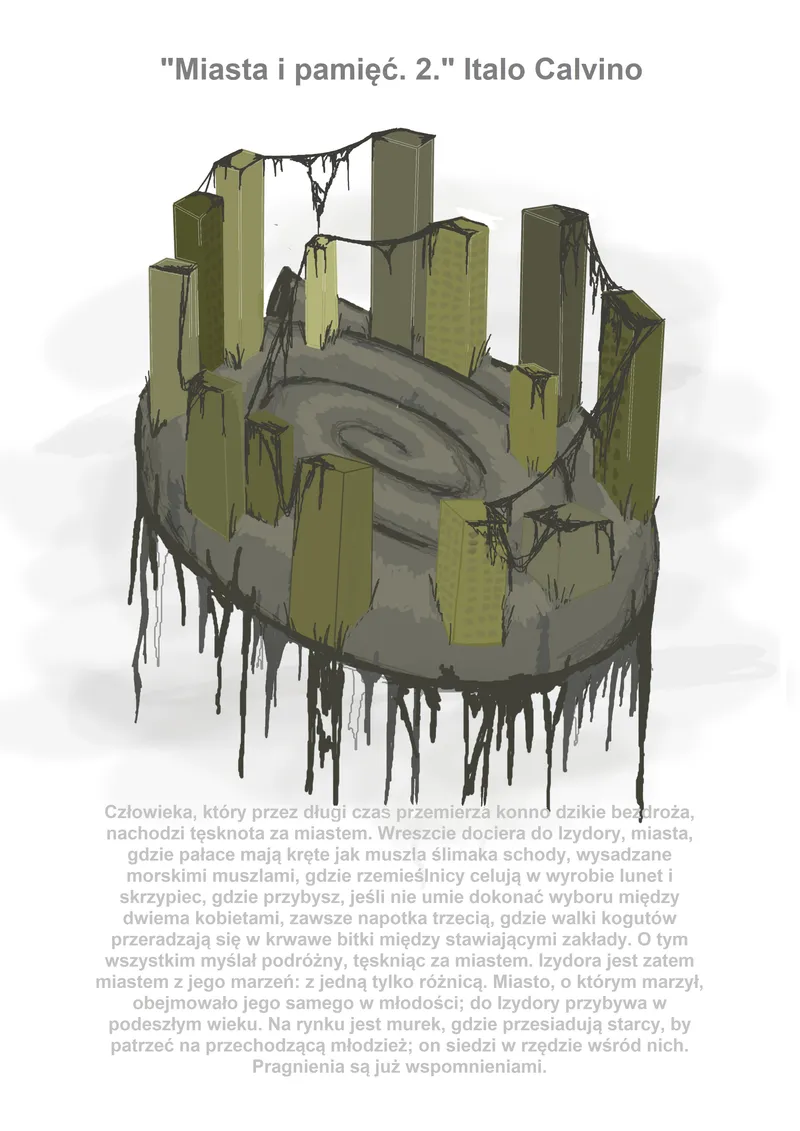 "Miasta i pamięć. 2." Italo Calvino
Człowieka, który przez długi czas przemierza konno dzikie bezdroża,
nachodzi tęsknota za miastem. Wreszcie dociera do Izydory, miasta,
gdzie pałace mają kręte jak muszla ślimaka schody, wysadzane
morskimi muszlami, gdzie rzemieślnicy celują w wyrobie lunet i
skrzypiec, gdzie przybysz, jeśli nie umie dokonać wyboru między
dwiema kobietami, zawsze napotka trzecią, gdzie walki kogutów
przeradzają się w krwawe bitki między stawiającymi zakłady. O tym
wszystkim myślał podróżny, tęskniąc za miastem. Izydora jest zatem
miastem z jego marzeń: z jedną tylko różnicą. Miasto, o którym marzył,
obejmowało jego samego w młodości; do Izydory przybywa w
podeszłym wieku. Na rynku jest murek, gdzie przesiadują starcy, by
patrzeć na przechodzącą młodzież; on siedzi w rzędzie wśród nich.
Pragnienia są już wspomnieniami.